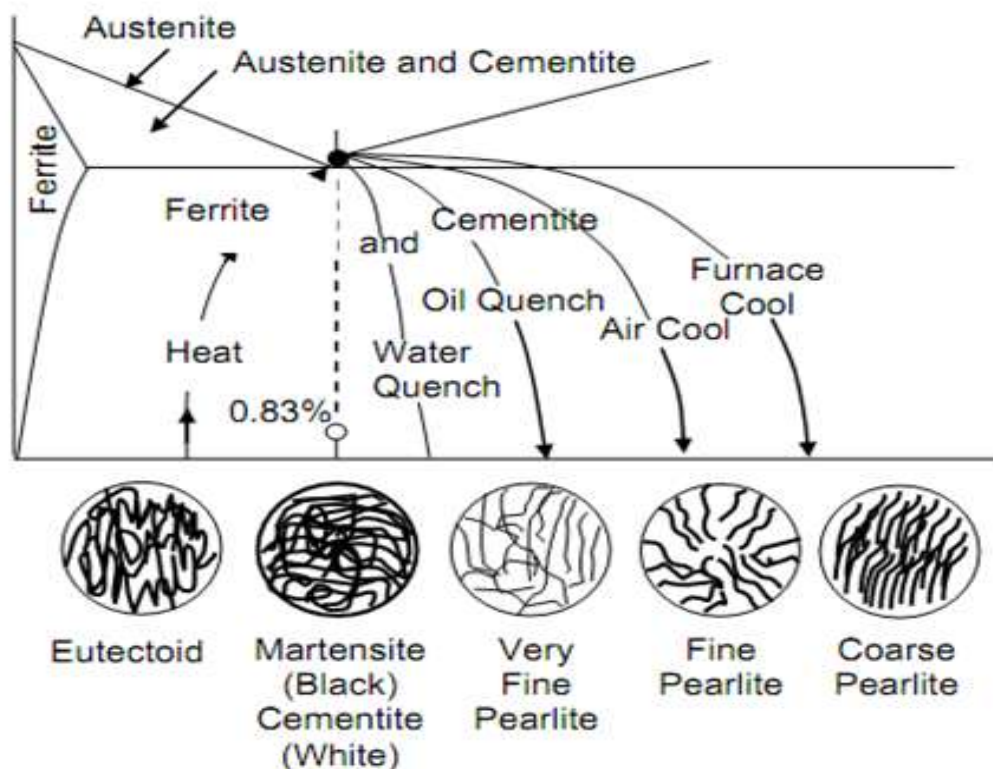 Austenite
Austenite and Cementite
Ferrite
Ferrite
and
Cementite
Furnace
Cool
Oil Quench
Air Cool
Heat
Water
Quench
0.83%
Eutectoid
Martensite
(Black)
Cementite
(White)
Very
Fine
Pearlite
Fine
Pearlite
Coarse
Pearlite